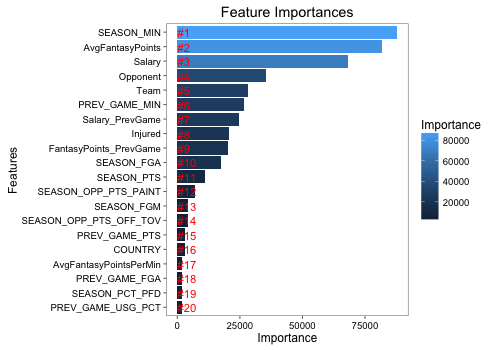 Feature Importances
SEASON_MIN #1
AvgFantasyPoints #2
Salary #3
Opponent #4
Team #5
PREV_GAME_MIN #6
Salary_PrevGame #7
Injured #8
FantasyPoints_PrevGame #9
SEASON_FGA #10
SEASON_PTS #11
SEASON_OPP_PTS_PAINT #12
SEASON_FGM #13
SEASON_OPP_PTS_OFF_TOV #14
PREV_GAME_PTS #15
COUNTRY #16
AvgFantasyPointsPerMin #17
PREV_GAME_FGA #18
SEASON_PCT_PFD #19
PREV_GAME_USG_PCT #20
Features
0 25000 50000 75000
Importance
Importance
80000
60000
40000
20000